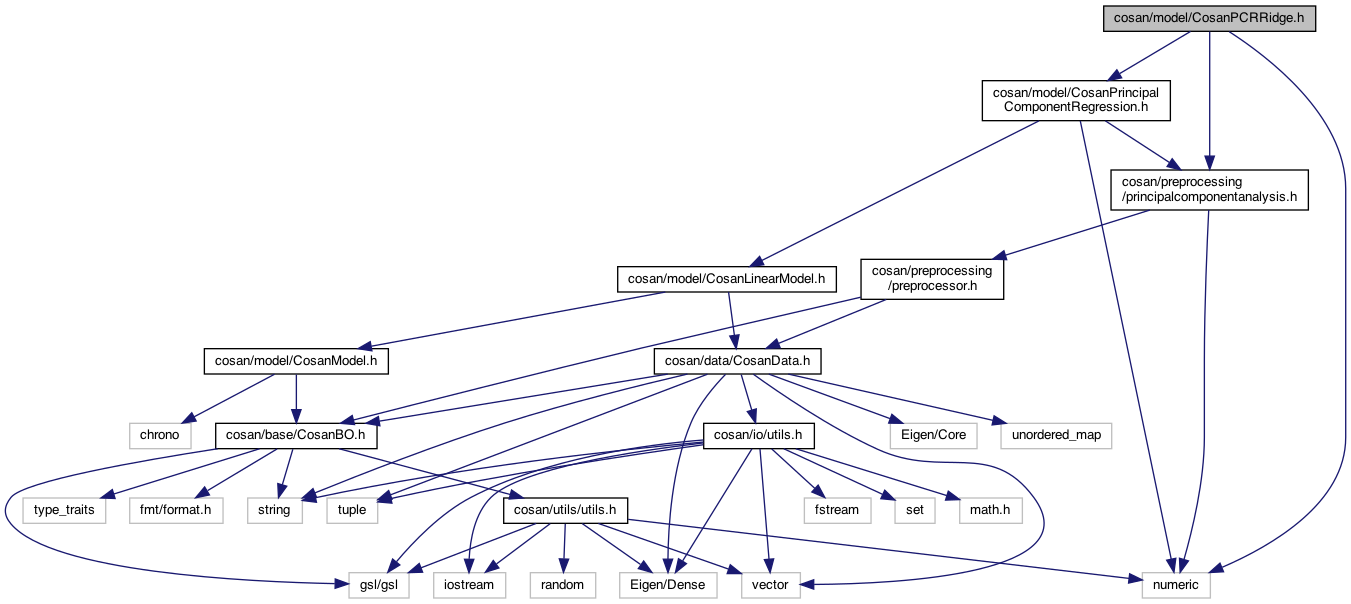 cosan/model/CosanPCRRidge.h
cosan/model/CosanPrincipal
ComponentRegression.h
cosan/preprocessing
/principalcomponentanalysis.h
cosan/model/CosanLinearModel.h
cosan/preprocessing
/preprocessor.h
cosan/model/CosanModel.h
cosan/data/CosanData.h
chrono
cosan/base/CosanBO.h
cosan/io/utils.h
Eigen/Core
unordered_map
type_traits
fmt/format.h
string
tuple
cosan/utils/utils.h
fstream
set
math.h
gsl/gsl
iostream
random
Eigen/Dense
vector
numeric